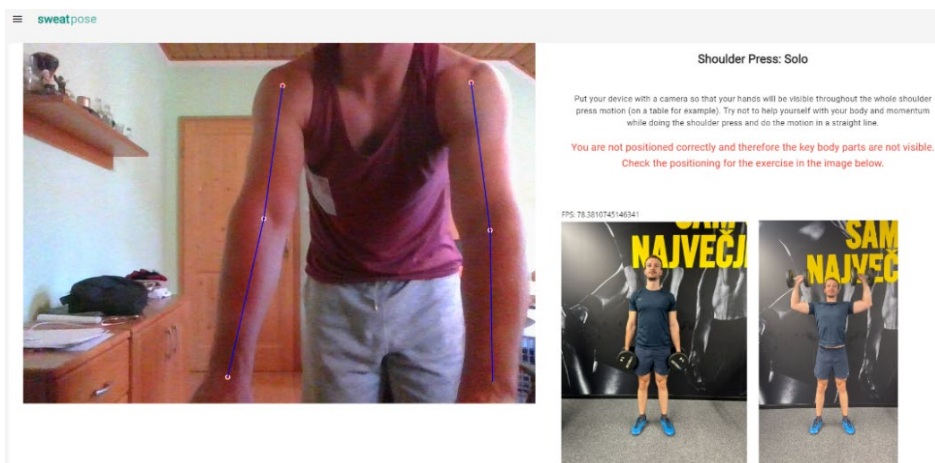 sweatpose
Shoulder Press: Solo
Put your device with a camera so that your hands will be visible throughout the whole shoulder
press motion (on a table for example). Try not to help yourself with your body and momentum
while doing the shoulder press and do the motion in a straight line.
You are not positioned correctly and therefore the key body parts are not visible.
Check the positioning for the exercise in the image below.
FPS: 78.3810745146341
SAM
NAJVEČJ
SAM
NAJVEČ